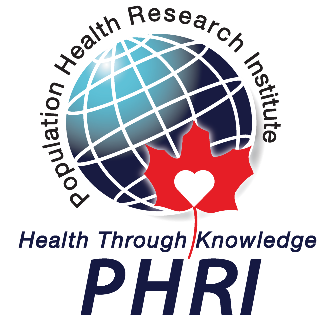 Population Health Research Institute
Health Through Knowledge
PHRI